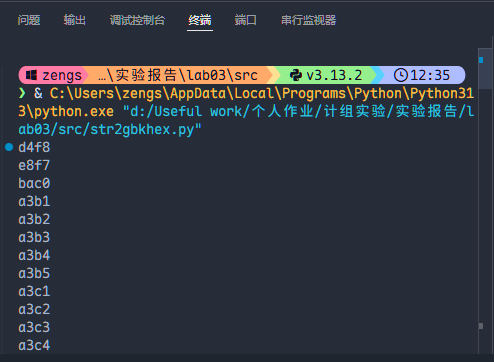 问题 输出 调试控制台 终端 端口 串行监视器
zengs …\实验报告\lab03\src v3.13.2 12:35
❯ & C:\Users\zengs\AppData\Local\Programs\Python\Python31
3\python.exe "d:/Useful work/个人作业/计组实验/实验报告/l
ab03/src/str2gbkhex.py"
d4f8
e8f7
bac0
a3b1
a3b2
a3b3
a3b4
a3b5
a3c1
a3c2
a3c3
a3c4